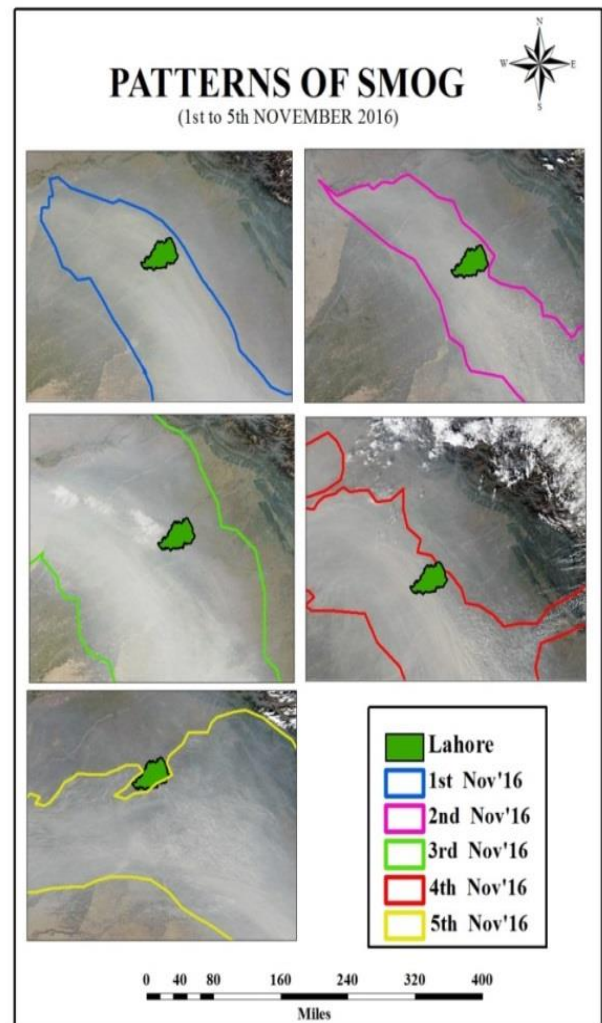 N
W E
S
PATTERNS OF SMOG
(1st to 5th NOVEMBER 2016)
Lahore
1st Nov'16
2nd Nov'16
3rd Nov'16
4th Nov'16
5th Nov'16
0 40 80 160 240 320 400
Miles